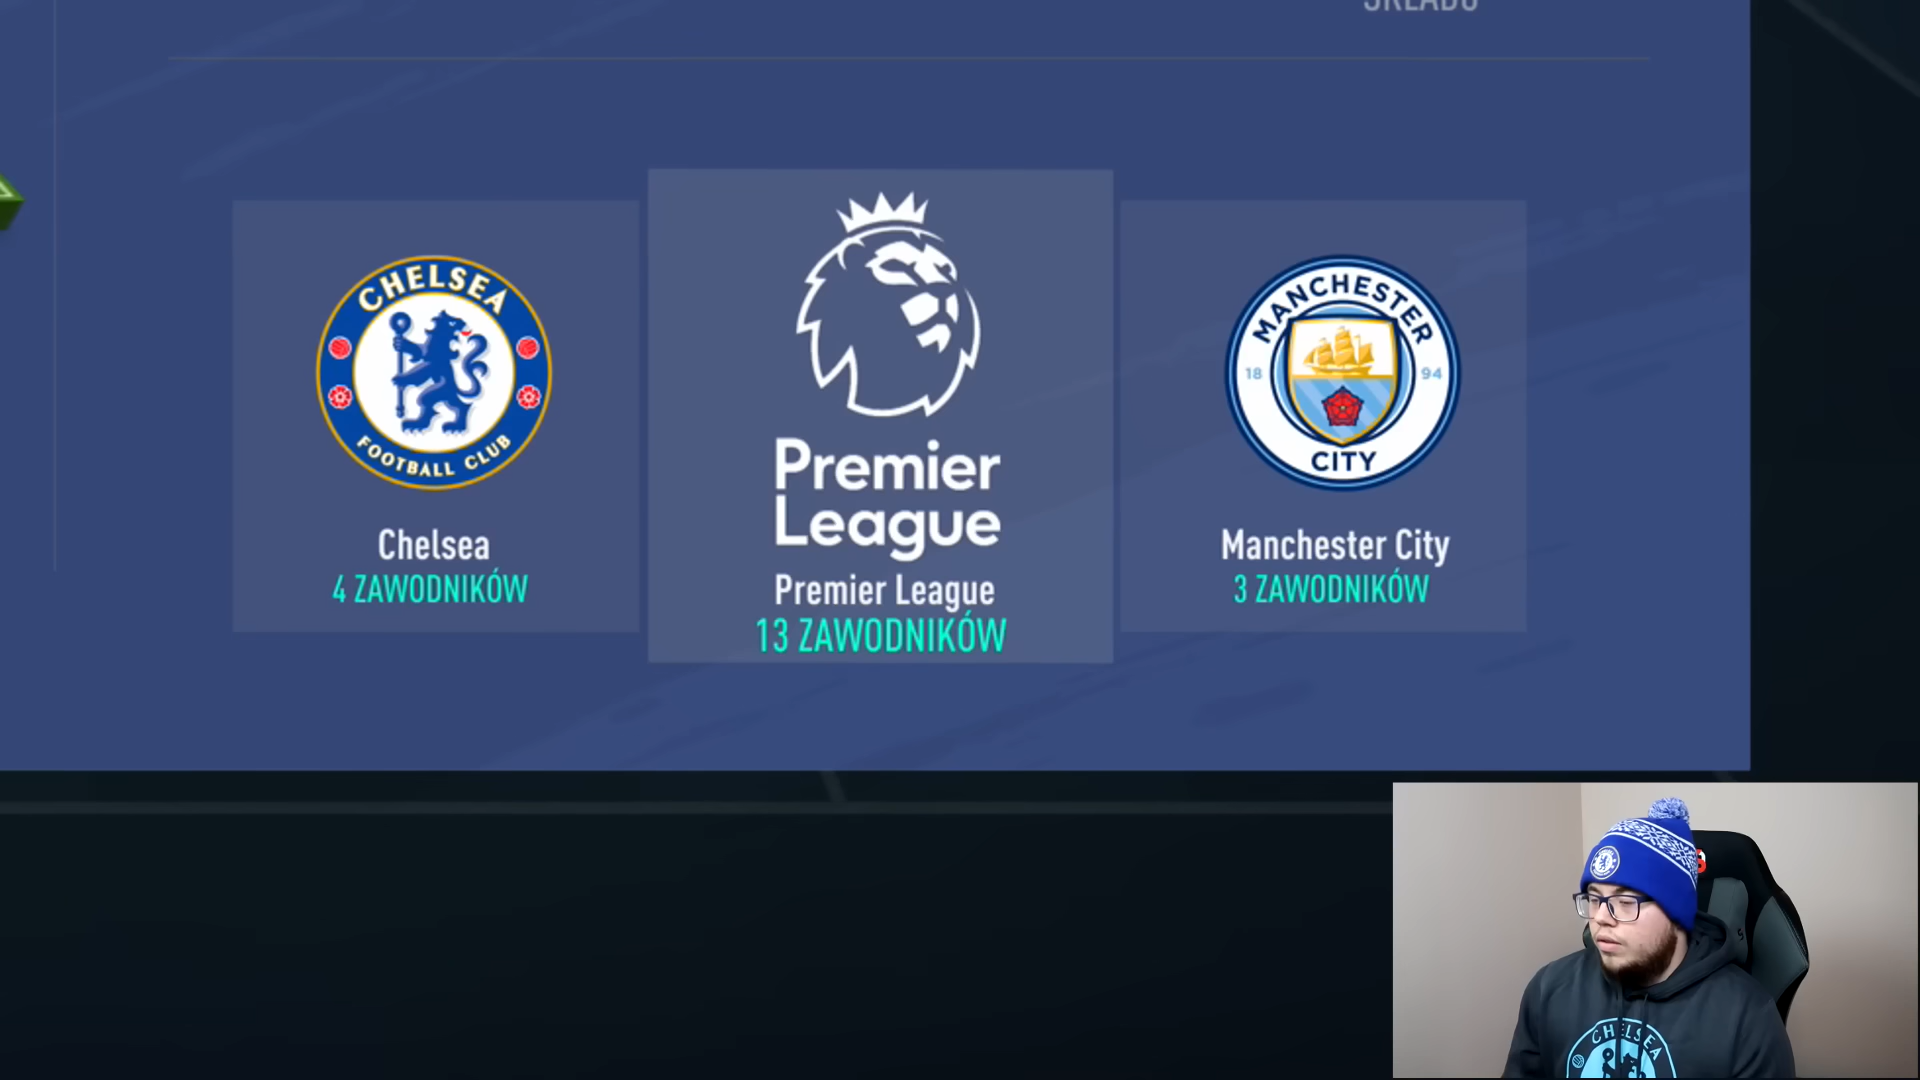 SKŁADU
CHELSEA
FOOTBALL CLUB
Chelsea
4 ZAWODNIKÓW
Premier
League
Premier League
13 ZAWODNIKÓW
MANCHESTER
18 94
CITY
Manchester City
3 ZAWODNIKÓW
CHELSEA